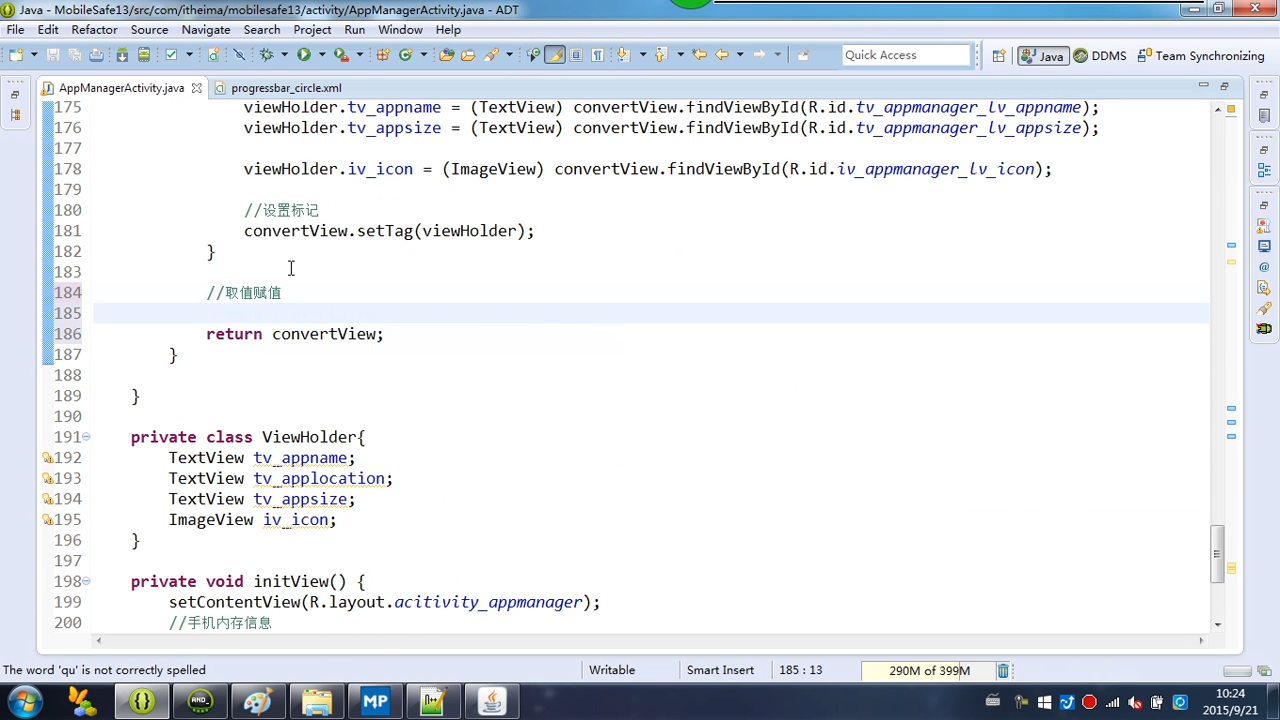 Java - MobileSafe13/src/com/itheima/mobilesafe13/activity/AppManagerActivity.java - ADT
File Edit Refactor Source Navigate Search Project Run Window Help
Quick Access
Java DDMS Team Synchronizing
AppManagerActivity.java progressbar_circle.xml
175 viewHolder.tv_appname = (TextView) convertView.findViewById(R.id.tv_appmanager_lv_appname);
176 viewHolder.tv_appsize = (TextView) convertView.findViewById(R.id.tv_appmanager_lv_appsize);
177
178 viewHolder.iv_icon = (ImageView) convertView.findViewById(R.id.iv_appmanager_lv_icon);
179
180 //设置标记
181 convertView.setTag(viewHolder);
182 }
183
184 //取值赋值
185
186 return convertView;
187 }
188
189 }
190
191 private class ViewHolder{
192 TextView tv_appname;
193 TextView tv_applocation;
194 TextView tv_appsize;
195 ImageView iv_icon;
196 }
197
198 private void initView() {
199 setContentView(R.layout.acitivity_appmanager);
200 //手机内存信息
The word 'qu' is not correctly spelled Writable Smart Insert 185 : 13 290M of 399M
AND_ MP
10:24
2015/9/21